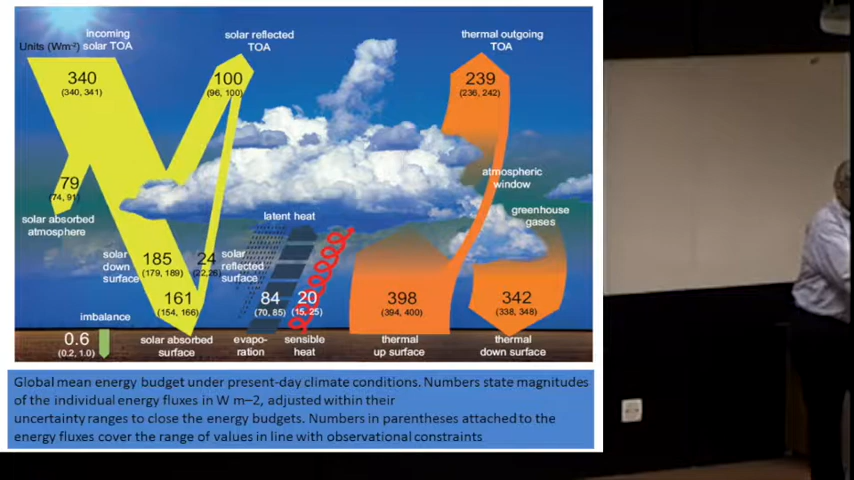 incoming
solar TOA
Units (Wm-2)
340
(340, 341)
solar reflected
TOA
100
(96, 100)
thermal outgoing
TOA
239
(236, 242)
79
(74, 91)
solar absorbed
atmosphere
atmospheric
window
greenhouse
gases
latent heat
solar
down
surface
185
(179, 189)
24
(22,26)
solar
reflected
surface
161
(154, 166)
84
(70, 85)
20
(15, 25)
398
(394, 400)
342
(338, 348)
imbalance
0.6
(0.2, 1.0)
solar absorbed
surface
evapo-
ration
sensible
heat
thermal
up surface
thermal
down surface
Global mean energy budget under present-day climate conditions. Numbers state magnitudes
of the individual energy fluxes in W m–2, adjusted within their
uncertainty ranges to close the energy budgets. Numbers in parentheses attached to the
energy fluxes cover the range of values in line with observational constraints